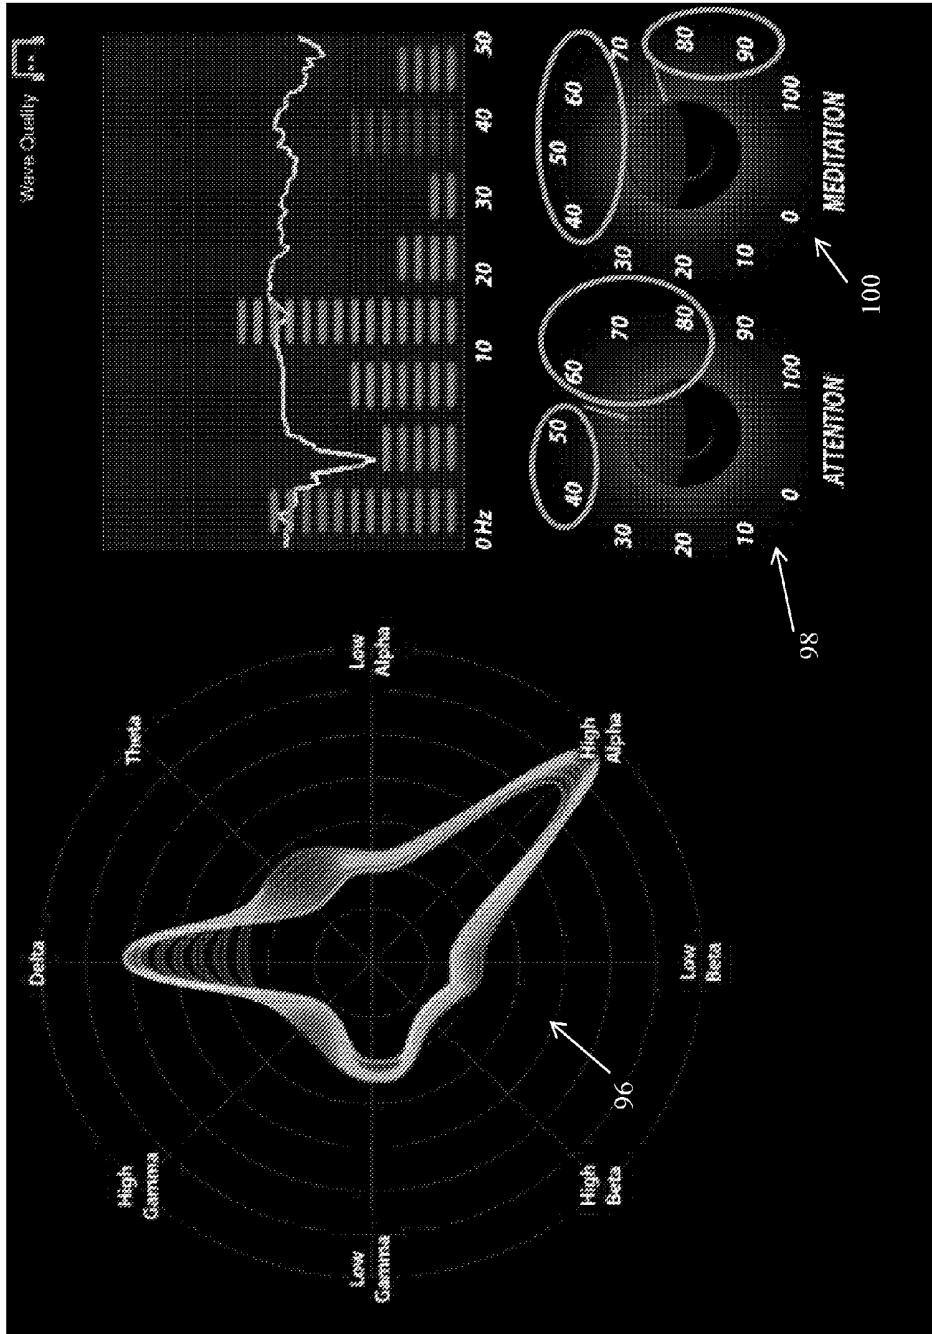 Wave Quality
Delta
Theta
Low
Alpha
High
Alpha
Low
Beta
High
Beta
Low
Gamma
High
Gamma
96
0 Hz 10 20 30 40 50
0 10 20 30 40 50 60 70 80 90 100
ATTENTION
98
0 10 20 30 40 50 60 70 80 90 100
MEDITATION
100